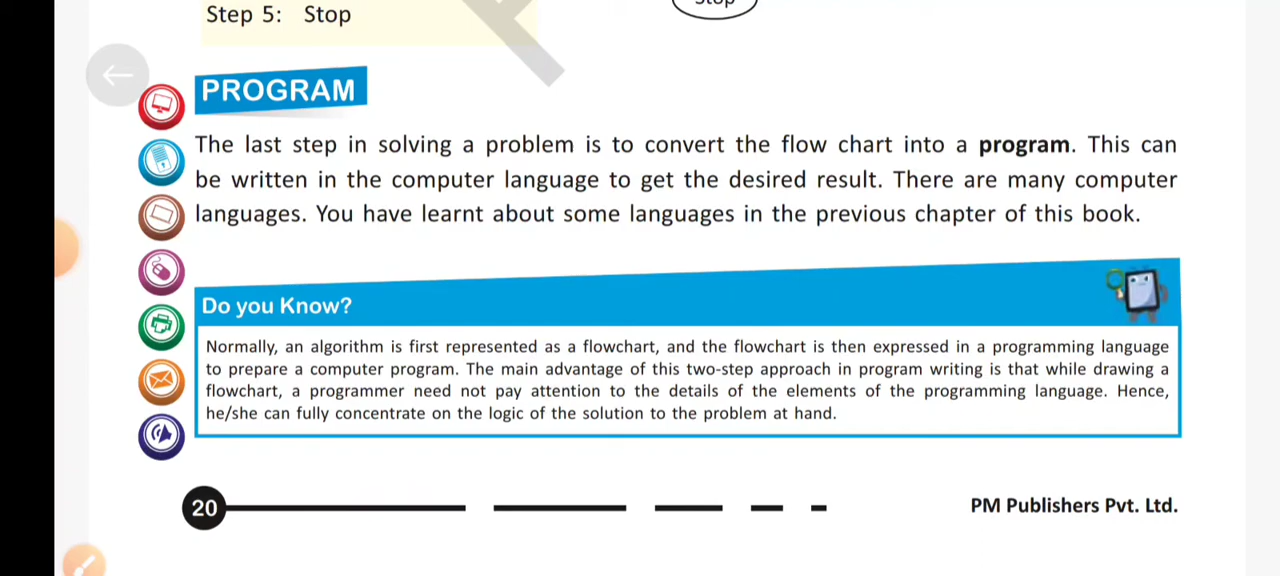 Step 5: Stop
PROGRAM
The last step in solving a problem is to convert the flow chart into a program. This can
be written in the computer language to get the desired result. There are many computer
languages. You have learnt about some languages in the previous chapter of this book.
Do you Know?
Normally, an algorithm is first represented as a flowchart, and the flowchart is then expressed in a programming language
to prepare a computer program. The main advantage of this two-step approach in program writing is that while drawing a
flowchart, a programmer need not pay attention to the details of the elements of the programming language. Hence,
he/she can fully concentrate on the logic of the solution to the problem at hand.
20
PM Publishers Pvt. Ltd.